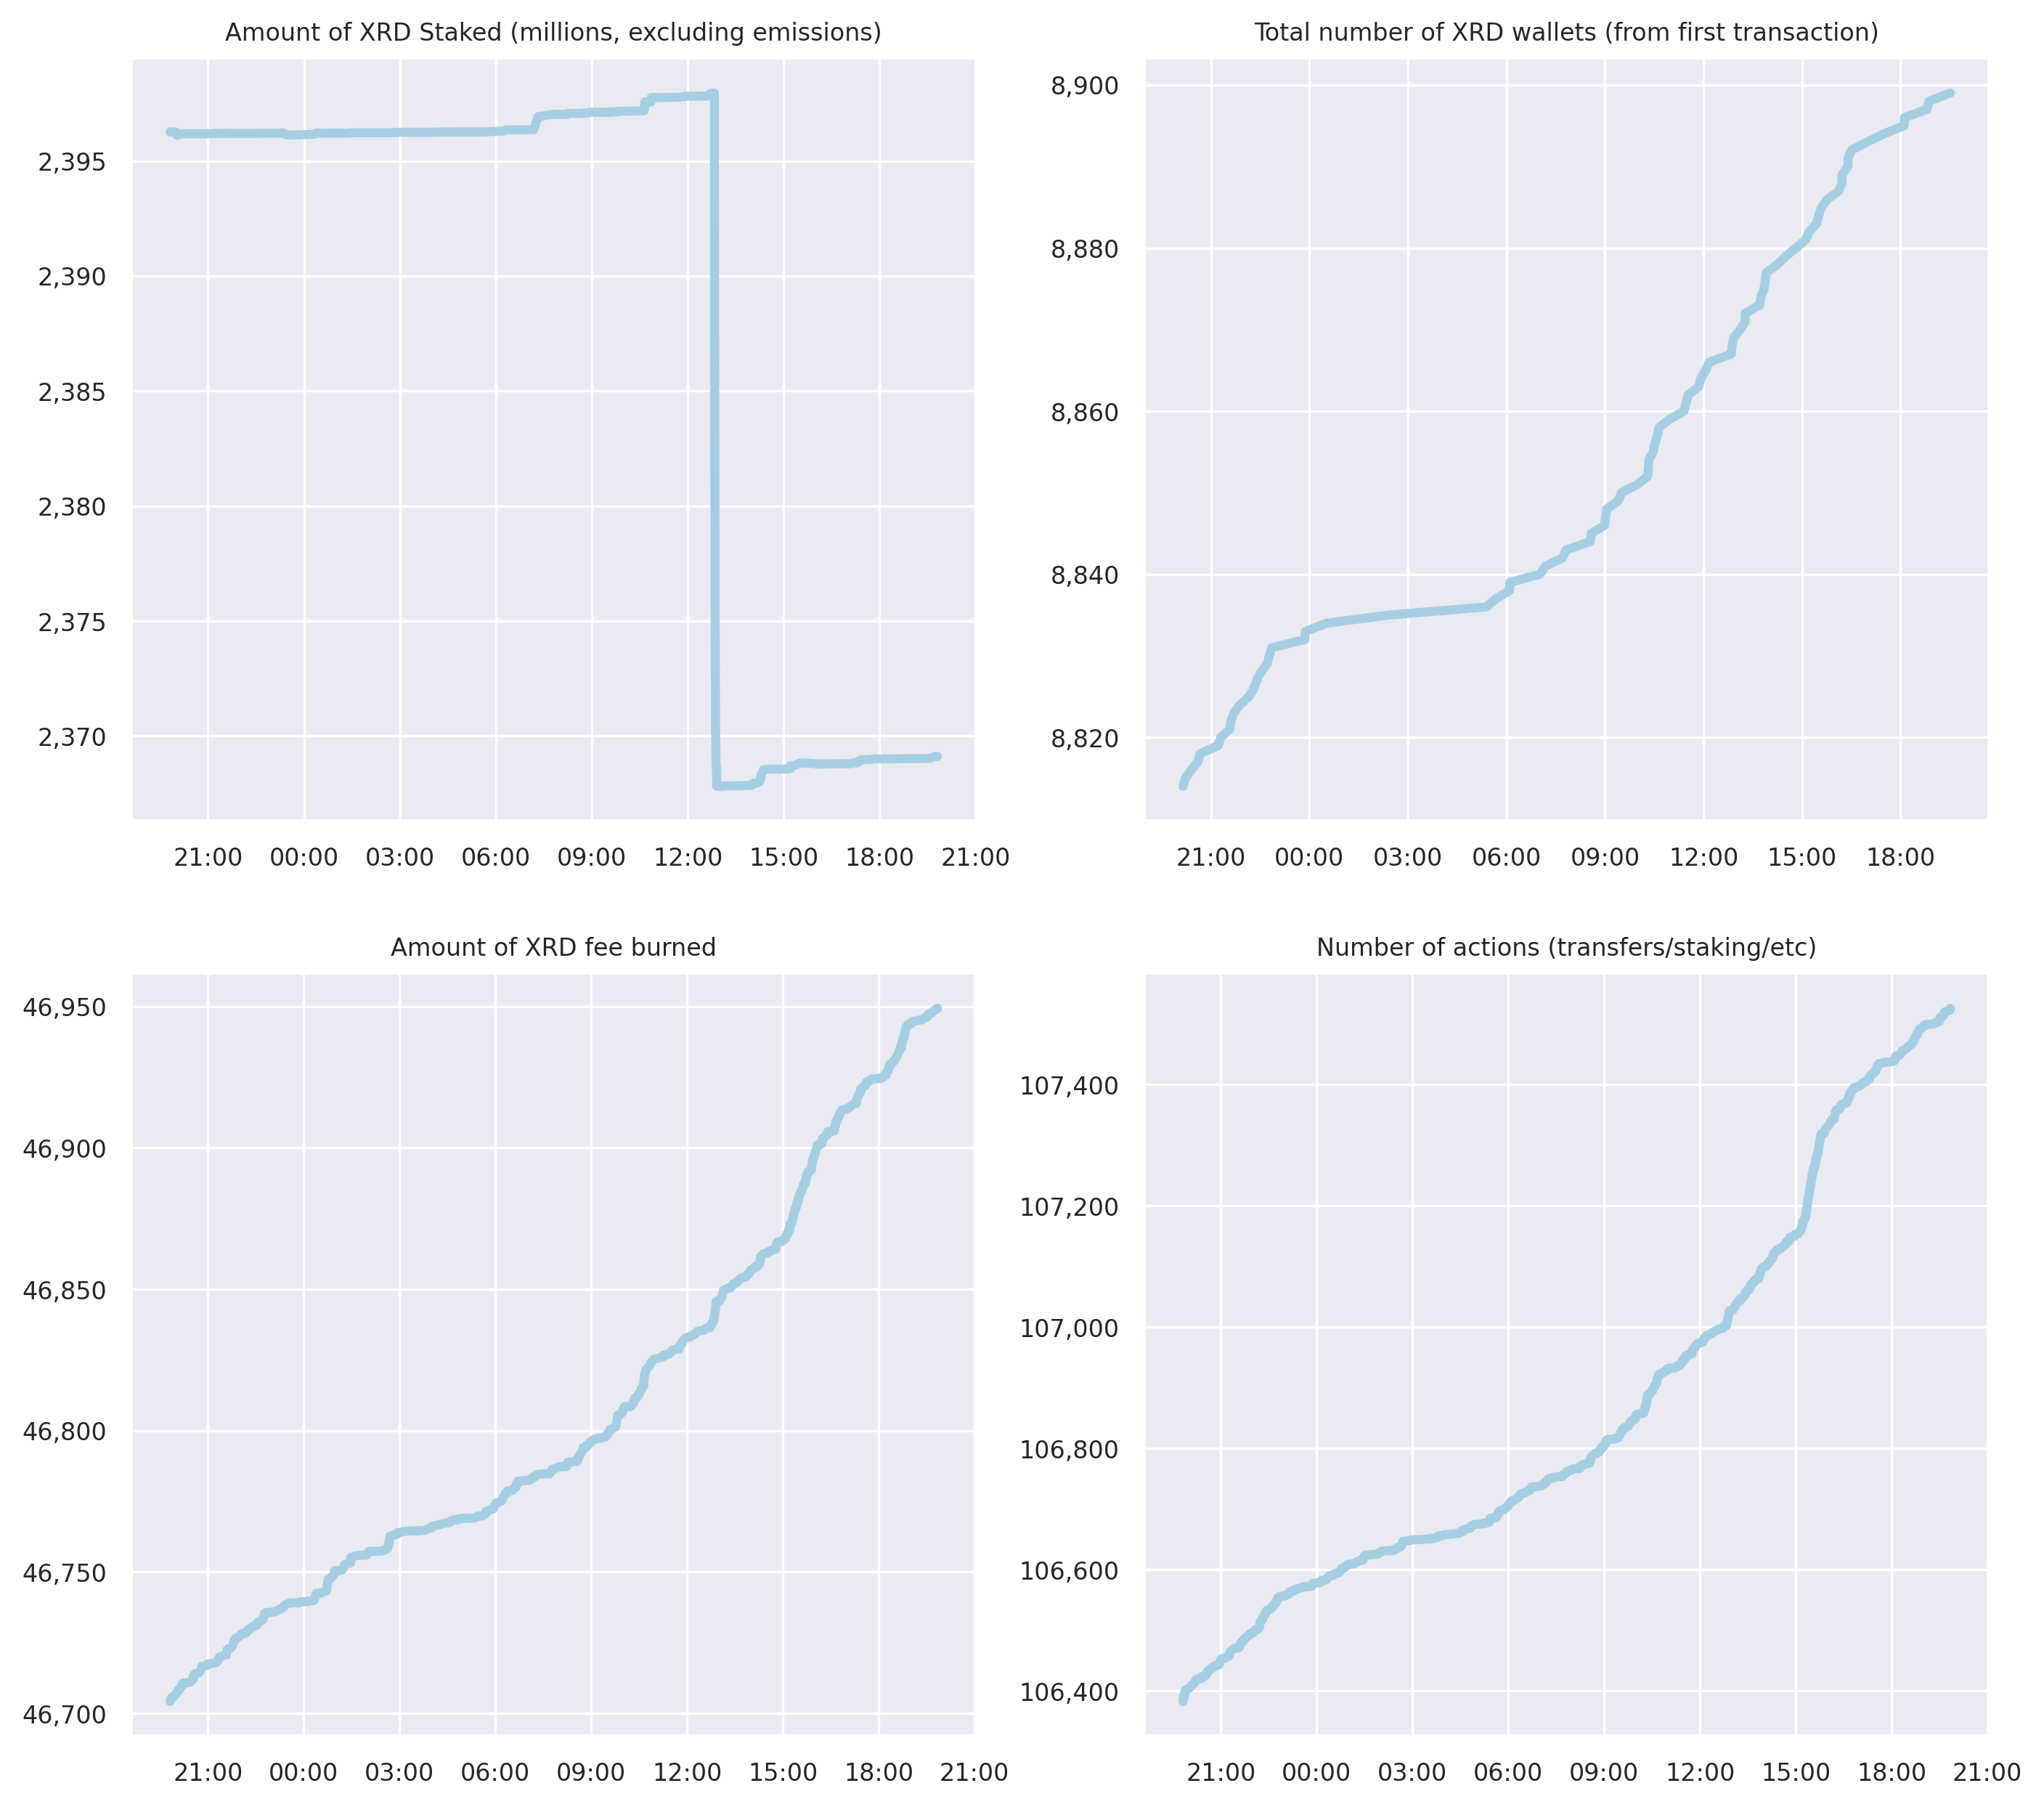 Amount of XRD Staked (millions, excluding emissions)
2,395
2,390
2,385
2,380
2,375
2,370
21:00 00:00 03:00 06:00 09:00 12:00 15:00 18:00 21:00
Total number of XRD wallets (from first transaction)
8,900
8,880
8,860
8,840
8,820
21:00 00:00 03:00 06:00 09:00 12:00 15:00 18:00
Amount of XRD fee burned
46,950
46,900
46,850
46,800
46,750
46,700
21:00 00:00 03:00 06:00 09:00 12:00 15:00 18:00 21:00
Number of actions (transfers/staking/etc)
107,400
107,200
107,000
106,800
106,600
106,400
21:00 00:00 03:00 06:00 09:00 12:00 15:00 18:00 21:00